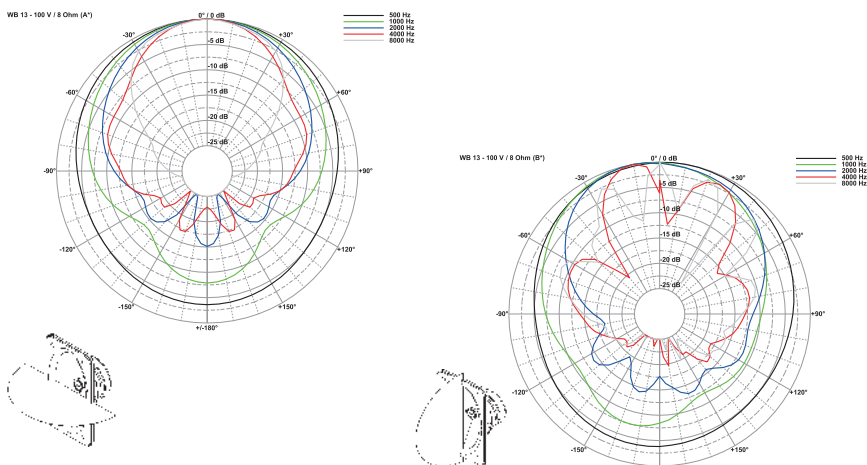 WB 13 - 100 V / 8 Ohm (A*)
0° / 0 dB
500 Hz
1000 Hz
2000 Hz
4000 Hz
8000 Hz
-30°
+30°
-5 dB
-10 dB
-60°
+60°
-15 dB
-20 dB
-25 dB
-90°
+90°
-120°
+120°
-150°
+150°
+/-180°
WB 13 - 100 V / 8 Ohm (B*)
0° / 0 dB
500 Hz
1000 Hz
2000 Hz
4000 Hz
8000 Hz
-30°
+30°
-5 dB
-10 dB
-60°
+60°
-15 dB
-20 dB
-25 dB
-90°
+90°
-120°
+120°
-150°
+150°